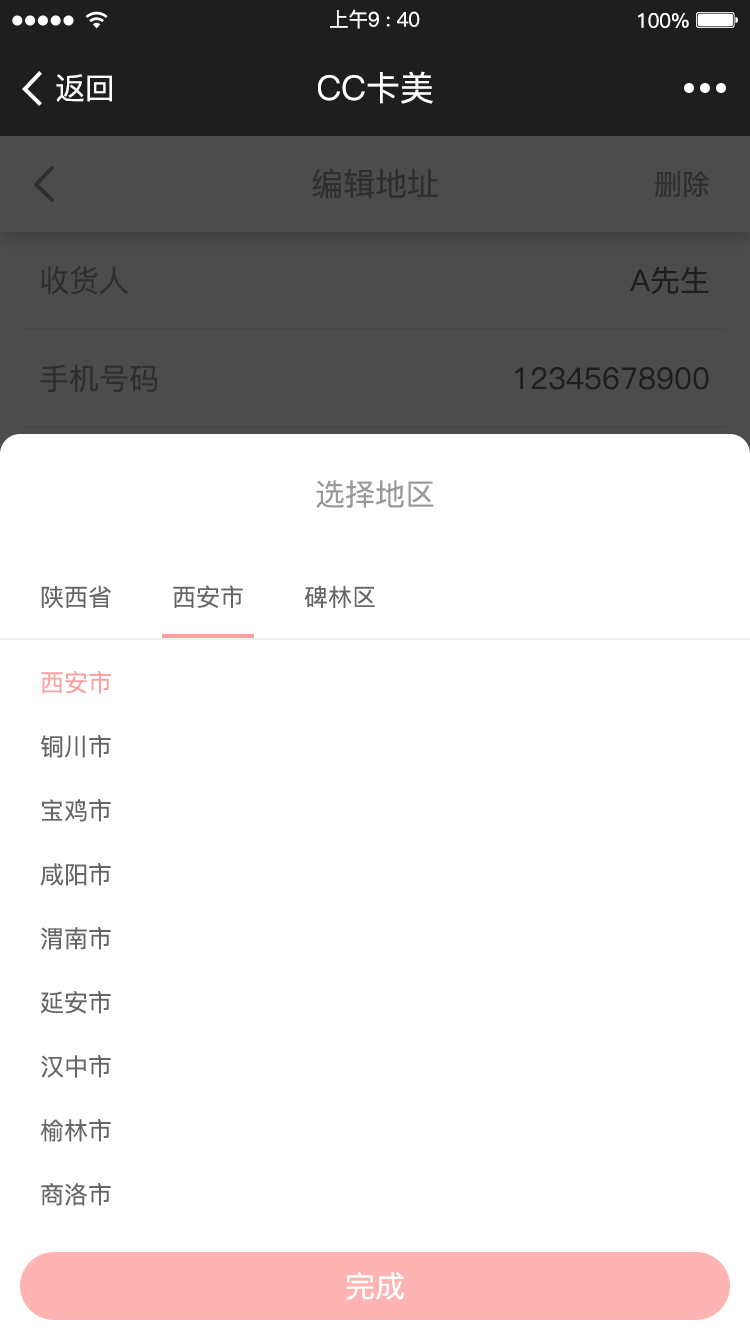 上午9 : 40
100%
返回
CC卡美
编辑地址
删除
收货人
A先生
手机号码
12345678900
选择地区
陕西省
西安市
碑林区
西安市
铜川市
宝鸡市
咸阳市
渭南市
延安市
汉中市
榆林市
商洛市
完成